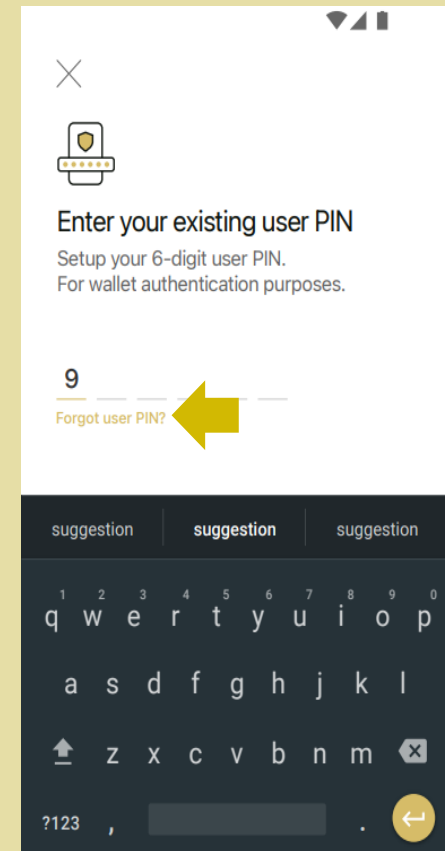 Enter your existing user PIN
Setup your 6-digit user PIN.
For wallet authentication purposes.
9
Forgot user PIN?
suggestion suggestion suggestion
1 2 3 4 5 6 7 8 9 0
q w e r t y u i o p
a s d f g h j k l
z x c v b n m
?123 , .